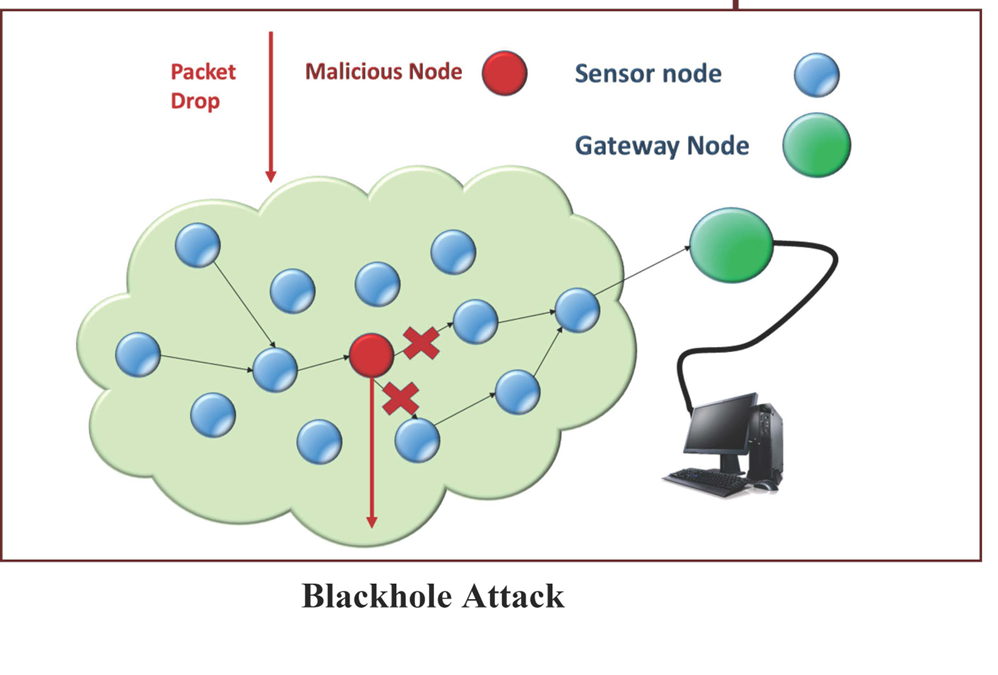 Packet
Drop
Malicious Node
Sensor node
Gateway Node
Blackhole Attack